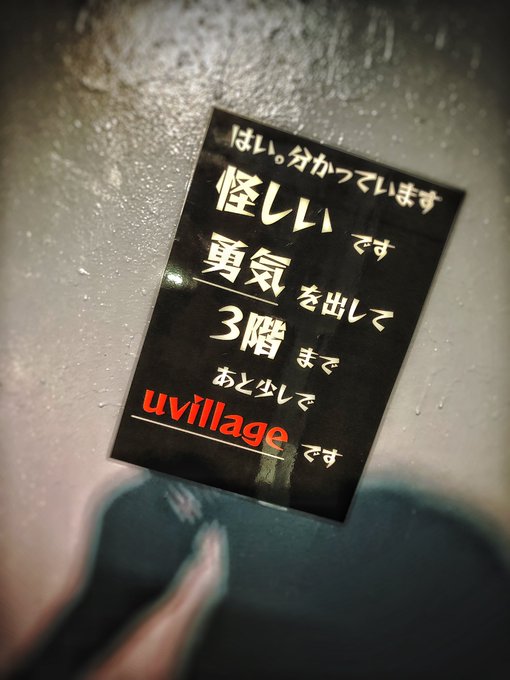 はい。分かっています
怪しい です
勇気 を出して
3階 まで
あと少しで
uvillage です